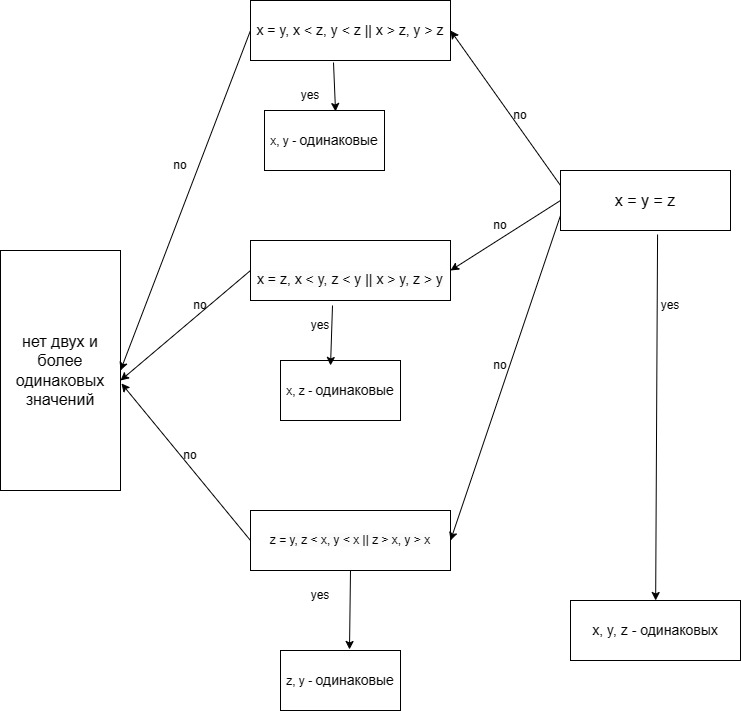 x = y, x < z, y < z || x > z, y > z
yes
no
x, y - одинаковые
no
x = y = z
no
x = z, x < y, z < y || x > y, z > y
no
yes
yes
нет двух и
более
одинаковых
значений
no
x, z - одинаковые
no
z = y, z < x, y < x || z > x, y > x
yes
x, y, z - одинаковых
z, y - одинаковые